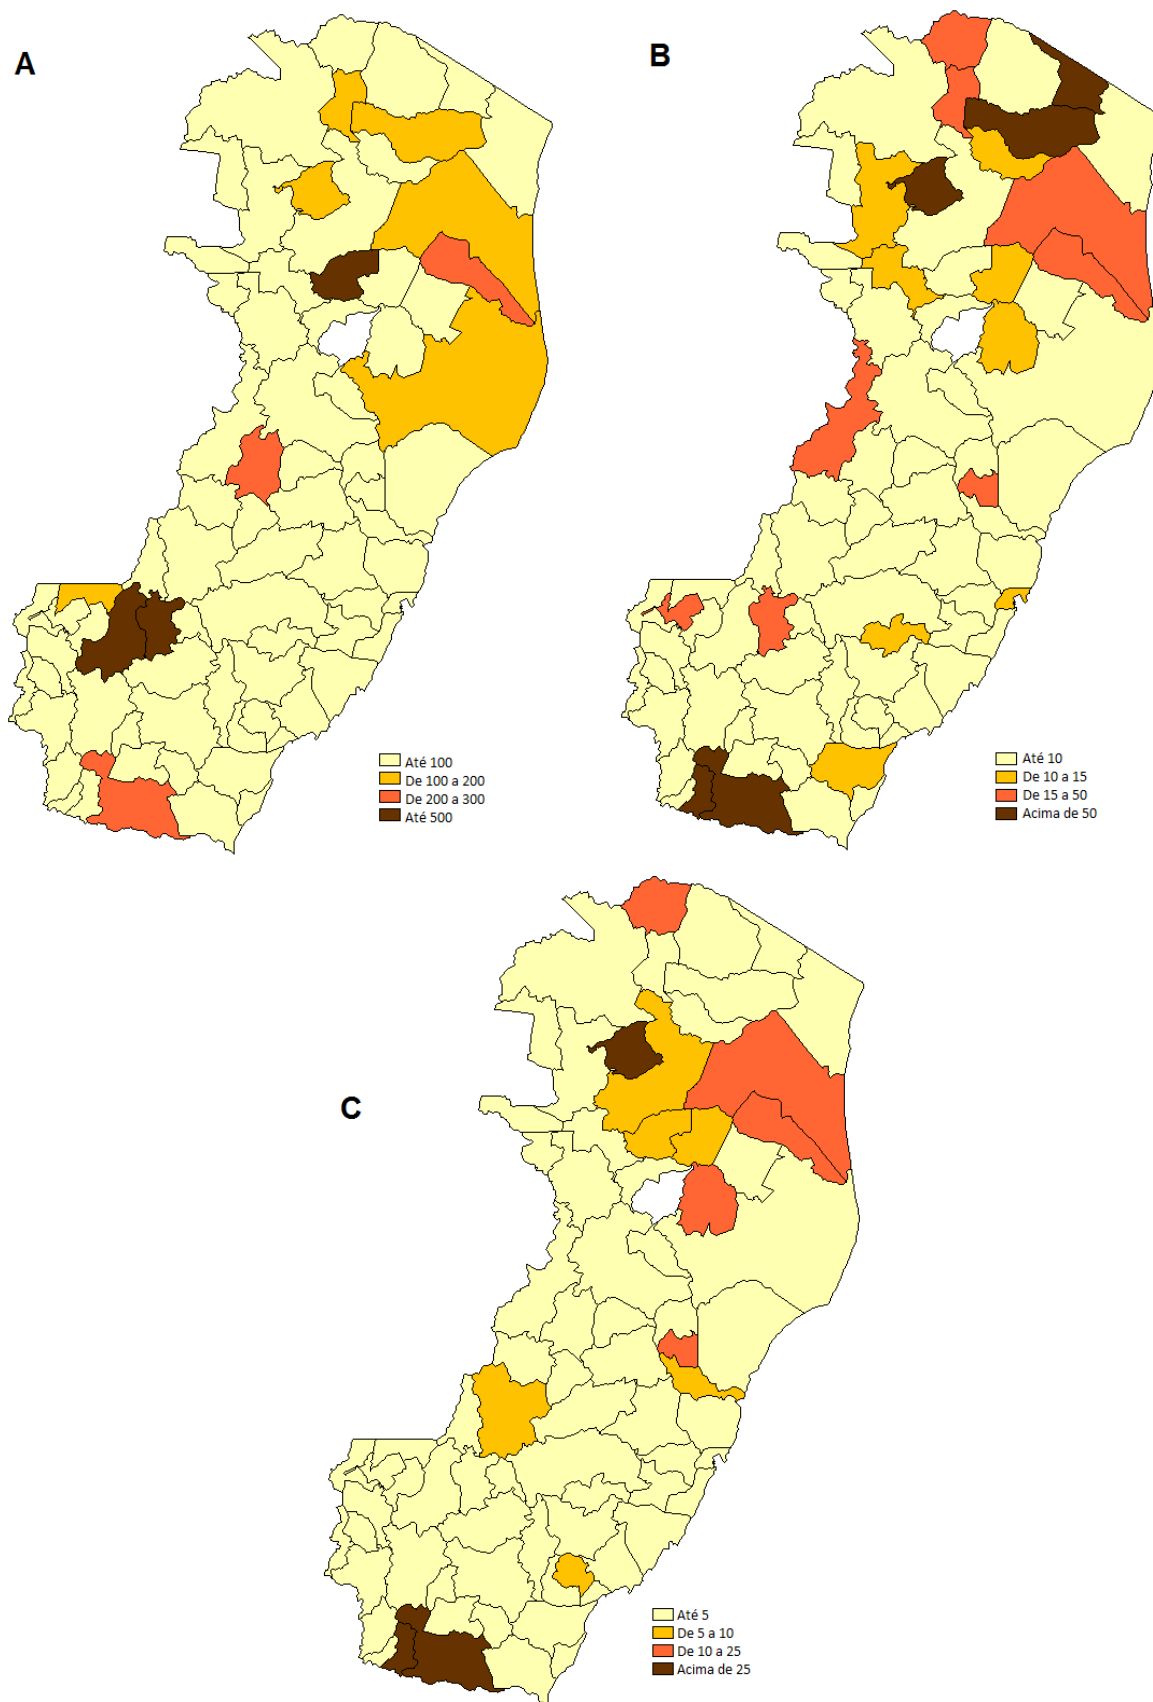 A
B
Até 100
De 100 a 200
De 200 a 300
Até 500
Até 10
De 10 a 15
De 15 a 50
Acima de 50
C
Até 5
De 5 a 10
De 10 a 25
Acima de 25